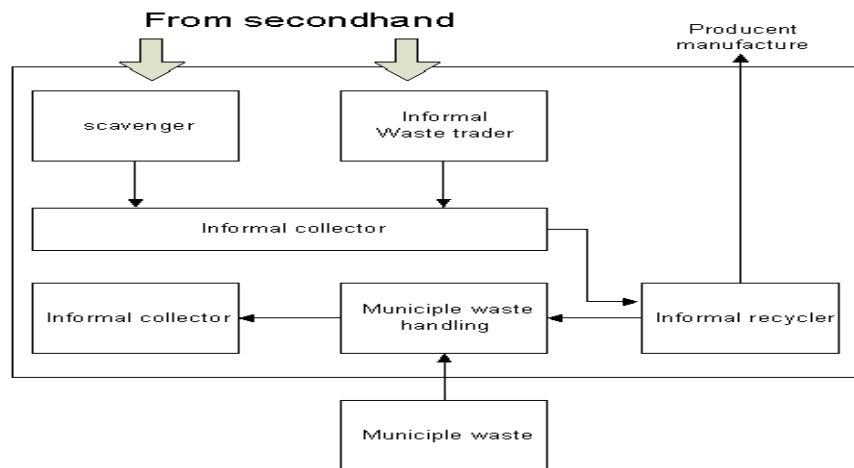 From secondhand
Producent
manufacture
scavenger
Informal
Waste trader
Informal collector
Informal collector
Municiple waste
handling
Informal recycler
Municiple waste